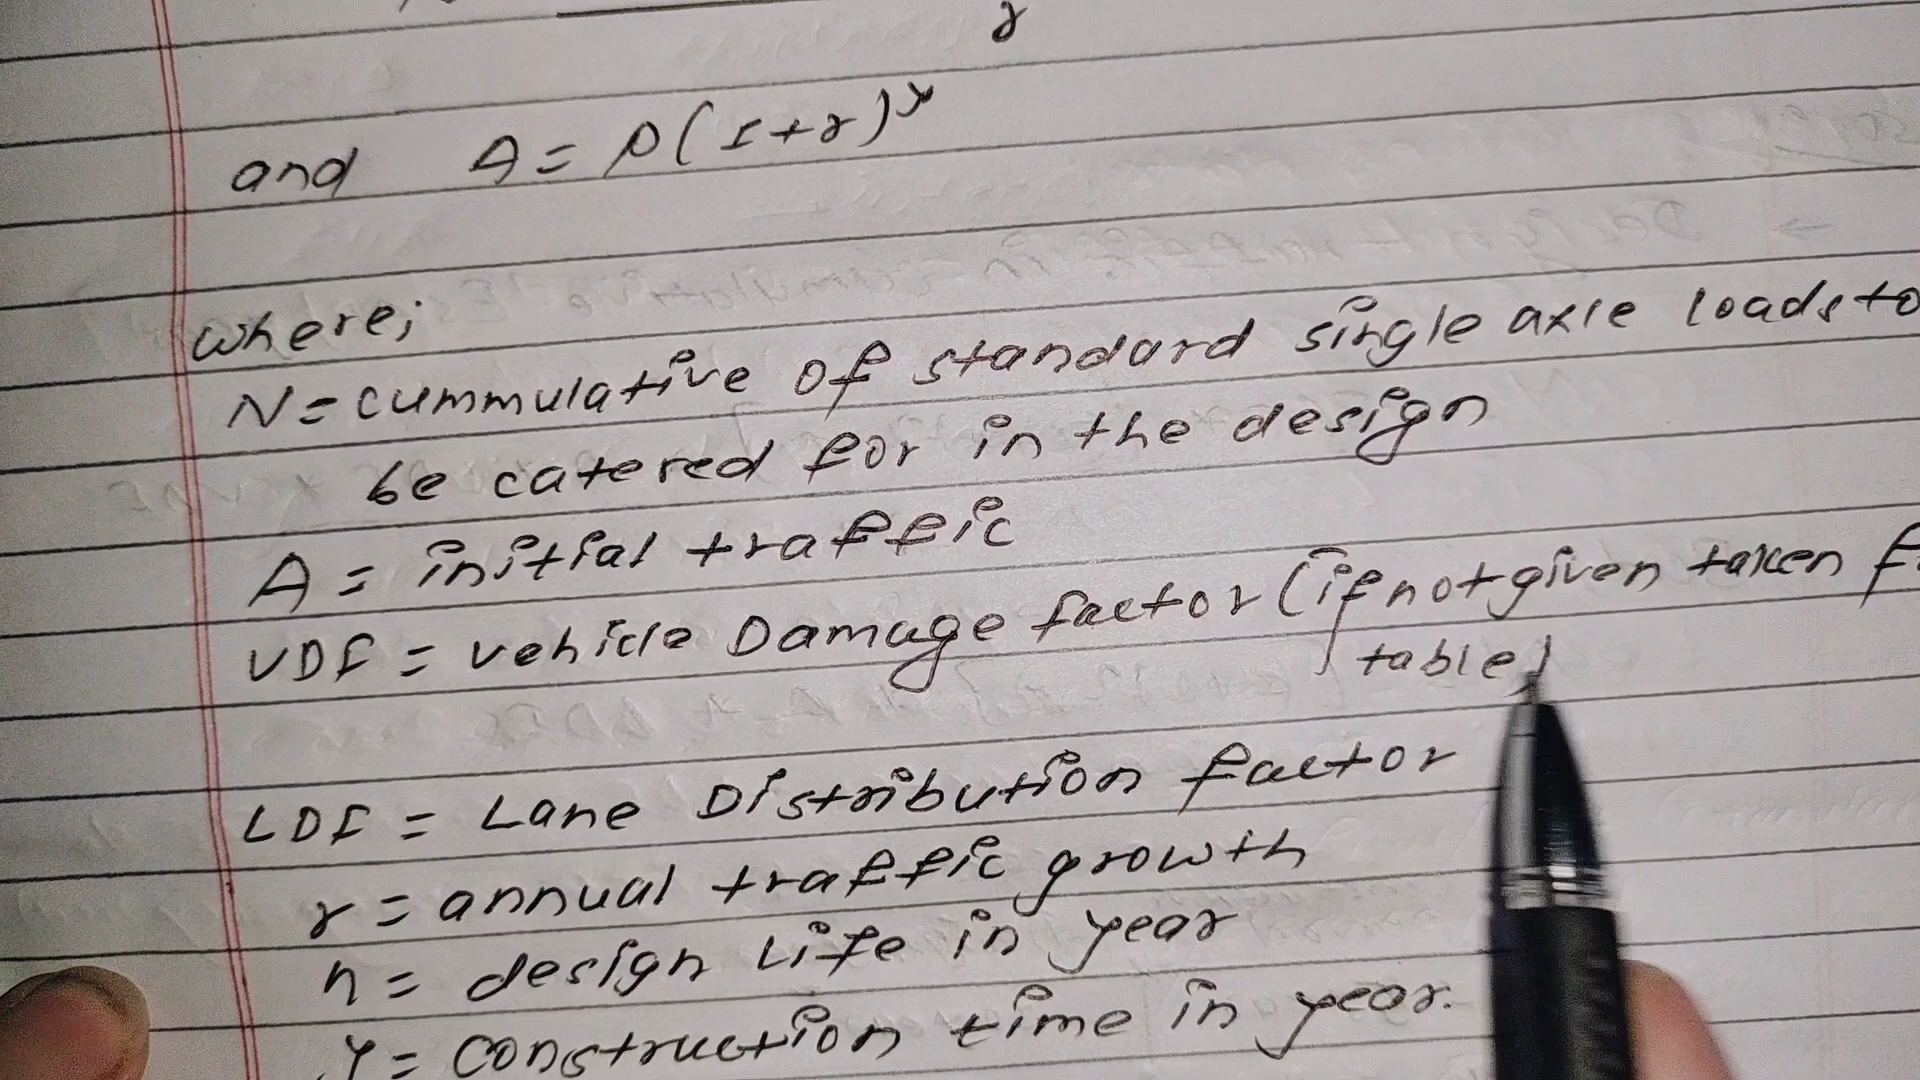 r
and A = P(1+r)^y
where;
N = cummulative of standard single axle loads to
be catered for in the design
A = initial traffic
VDF = vehicle Damage factor (if not given taken
table)
LDF = Lane Distribution factor
r = annual traffic growth
n = design life in year
Y = construction time in year.